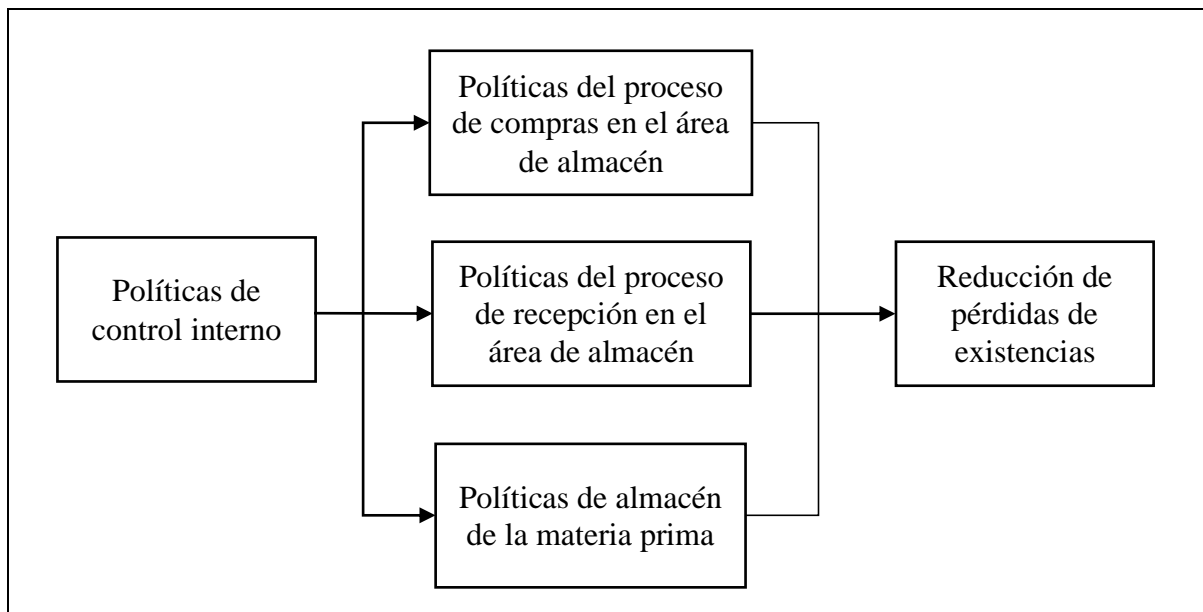 Políticas de
control interno
Políticas del proceso
de compras en el área
de almacén
Políticas del proceso
de recepción en el
área de almacén
Políticas de almacén
de la materia prima
Reducción de
pérdidas de
existencias